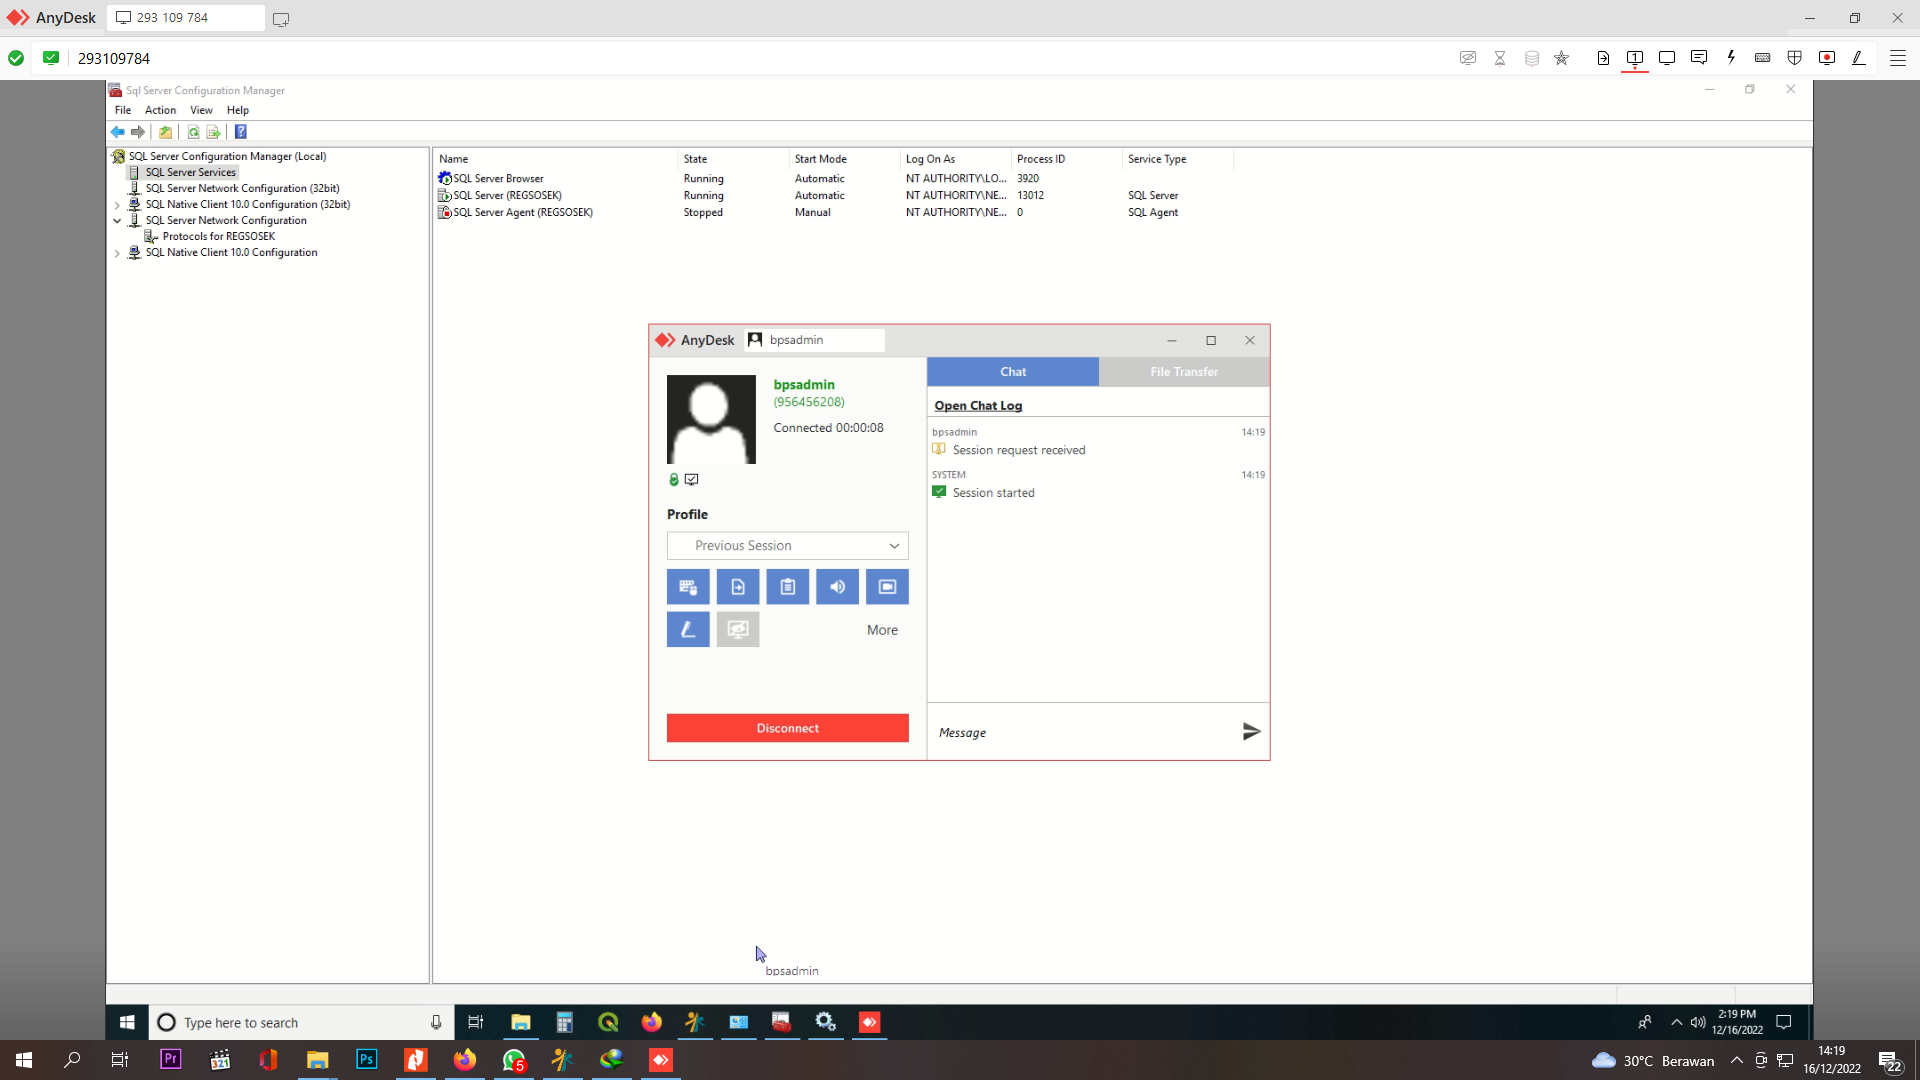 AnyDesk 293 109 784
293109784
Sql Server Configuration Manager
File Action View Help
SQL Server Configuration Manager (Local)
SQL Server Services
SQL Server Network Configuration (32bit)
SQL Native Client 10.0 Configuration (32bit)
SQL Server Network Configuration
Protocols for REGSOSEK
SQL Native Client 10.0 Configuration
Name State Start Mode Log On As Process ID Service Type
SQL Server Browser Running Automatic NT AUTHORITY\LO... 3920
SQL Server (REGSOSEK) Running Automatic NT AUTHORITY\NE... 13012 SQL Server
SQL Server Agent (REGSOSEK) Stopped Manual NT AUTHORITY\NE... 0 SQL Agent
AnyDesk bpsadmin
bpsadmin
(956456208)
Connected 00:00:08
Profile
Previous Session
More
Disconnect
Chat File Transfer
Open Chat Log
bpsadmin 14:19
Session request received
SYSTEM 14:19
Session started
Message
bpsadmin
Type here to search
2:19 PM
12/16/2022
Pr
321
Ps
5
30°C Berawan
14:19
16/12/2022
22